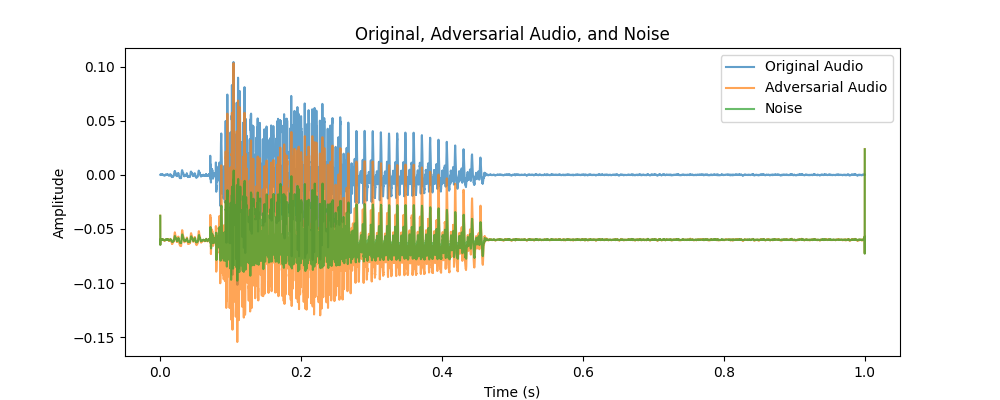 Original, Adversarial Audio, and Noise
Original Audio
Adversarial Audio
Noise
Amplitude
0.10
0.05
0.00
−0.05
−0.10
−0.15
0.0 0.2 0.4 0.6 0.8 1.0
Time (s)